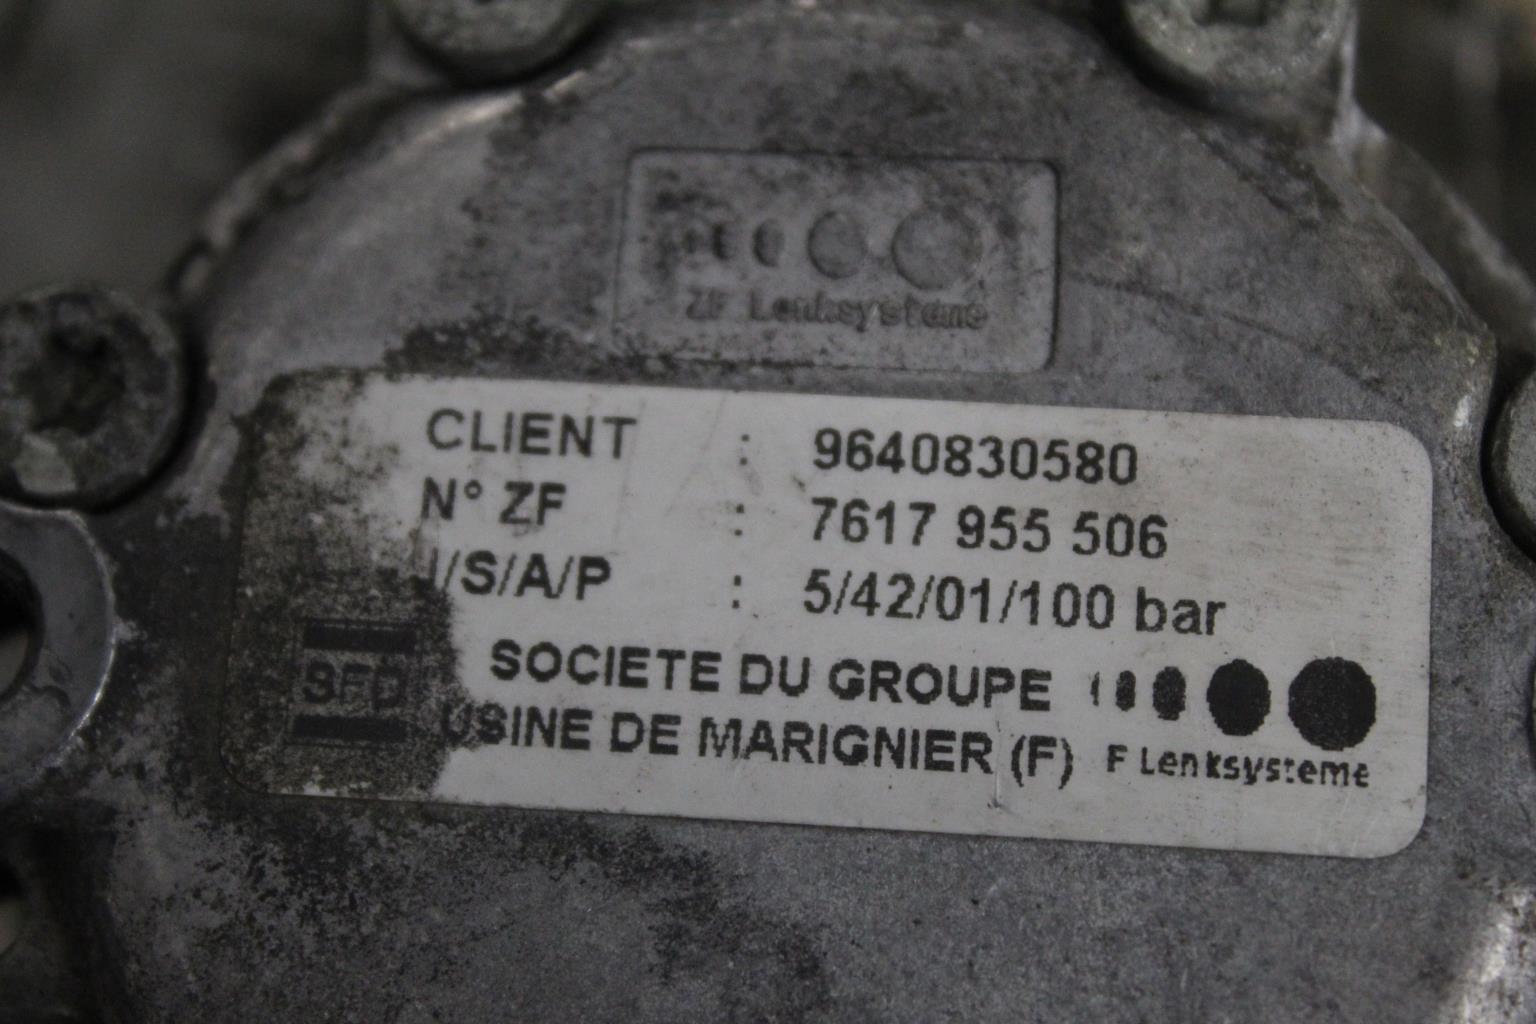 ZF Lenksysteme
CLIENT : 9640830580
N° ZF : 7617 955 506
I/S/A/P : 5/42/01/100 bar
SFD
SOCIETE DU GROUPE
USINE DE MARIGNIER (F)
F Lenksysteme